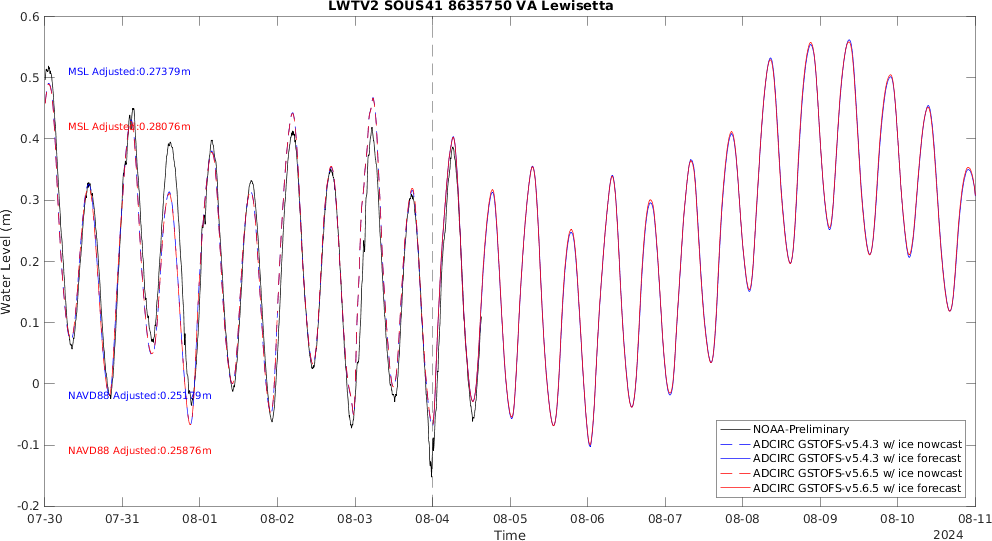 LWTV2 SOUS41 8635750 VA Lewisetta
0.6
0.5
0.4
0.3
0.2
0.1
0
-0.1
-0.2
Water Level (m)
MSL Adjusted:0.27379m
MSL Adjusted:0.28076m
NAVD88 Adjusted:0.25179m
NAVD88 Adjusted:0.25876m
NOAA-Preliminary
ADCIRC GSTOFS-v5.4.3 w/ ice nowcast
ADCIRC GSTOFS-v5.4.3 w/ ice forecast
ADCIRC GSTOFS-v5.6.5 w/ ice nowcast
ADCIRC GSTOFS-v5.6.5 w/ ice forecast
07-30 07-31 08-01 08-02 08-03 08-04 08-05 08-06 08-07 08-08 08-09 08-10 08-11
Time
2024